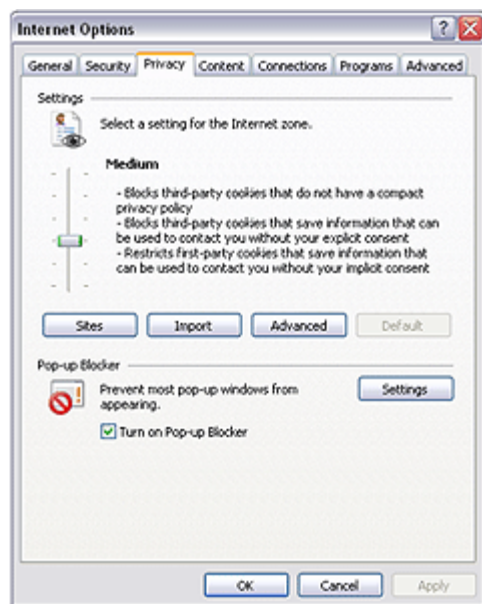 Internet Options
General Security Privacy Content Connections Programs Advanced
Settings
Select a setting for the Internet zone.
Medium
- Blocks third-party cookies that do not have a compact
privacy policy
- Blocks third-party cookies that save information that can
be used to contact you without your explicit consent
- Restricts first-party cookies that save information that
can be used to contact you without your implicit consent
Sites Import Advanced Default
Pop-up Blocker
Prevent most pop-up windows from Settings
appearing.
Turn on Pop-up Blocker
OK Cancel Apply